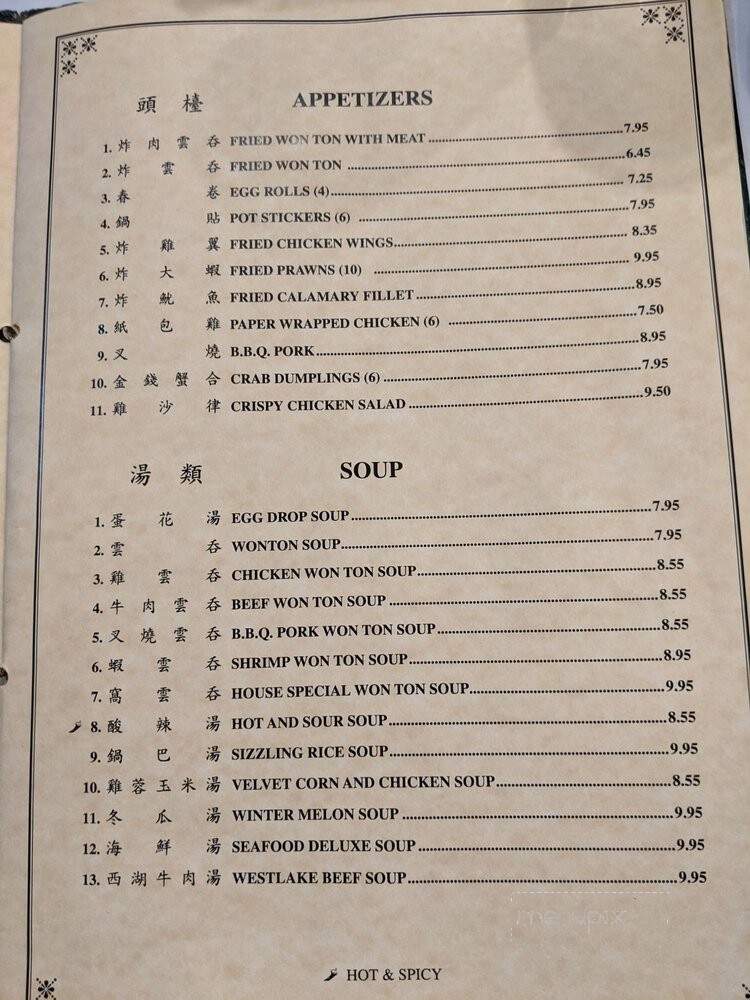 頭 檯 APPETIZERS
1. 炸 肉 雲 吞 FRIED WON TON WITH MEAT 7.95
2. 炸 雲 吞 FRIED WON TON 6.45
3. 春 卷 EGG ROLLS (4) 7.25
4. 鍋 貼 POT STICKERS (6) 7.95
5. 炸 雞 翼 FRIED CHICKEN WINGS 8.35
6. 炸 大 蝦 FRIED PRAWNS (10) 9.95
7. 炸 魷 魚 FRIED CALAMARY FILLET 8.95
8. 紙 包 雞 PAPER WRAPPED CHICKEN (6) 7.50
9. 叉 燒 B.B.Q. PORK 8.95
10. 金 錢 蟹 合 CRAB DUMPLINGS (6) 7.95
11. 雞 沙 律 CRISPY CHICKEN SALAD 9.50
湯 類 SOUP
1. 蛋 花 湯 EGG DROP SOUP 7.95
2. 雲 吞 WONTON SOUP 7.95
3. 雞 雲 吞 CHICKEN WON TON SOUP 8.55
4. 牛 肉 雲 吞 BEEF WON TON SOUP 8.55
5. 叉 燒 雲 吞 B.B.Q. PORK WON TON SOUP 8.55
6. 蝦 雲 吞 SHRIMP WON TON SOUP 8.95
7. 窩 雲 吞 HOUSE SPECIAL WON TON SOUP 9.95
8. 酸 辣 湯 HOT AND SOUR SOUP 8.55
9. 鍋 巴 湯 SIZZLING RICE SOUP 9.95
10. 雞 蓉 玉 米 湯 VELVET CORN AND CHICKEN SOUP 8.55
11. 冬 瓜 湯 WINTER MELON SOUP 9.95
12. 海 鮮 湯 SEAFOOD DELUXE SOUP 9.95
13. 西 湖 牛 肉 湯 WESTLAKE BEEF SOUP 9.95
menupix
HOT & SPICY